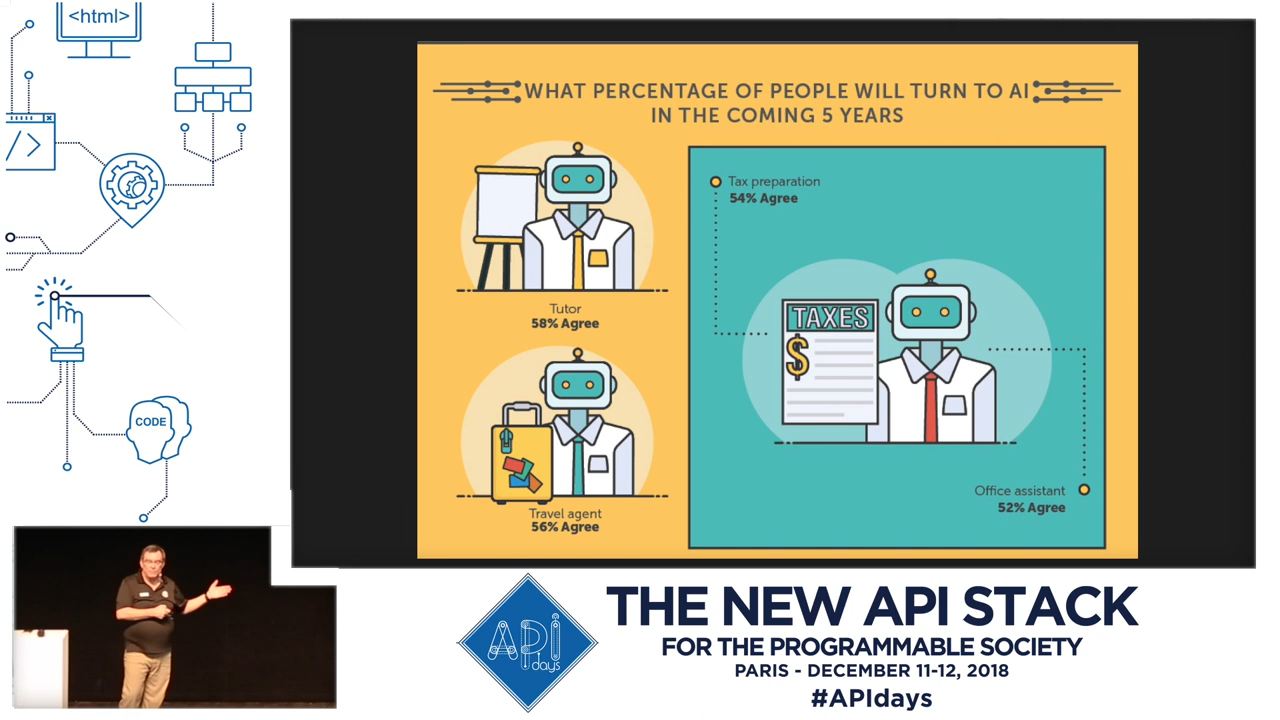 <html>
</>
CODE
WHAT PERCENTAGE OF PEOPLE WILL TURN TO AI
IN THE COMING 5 YEARS
Tutor
58% Agree
Travel agent
56% Agree
Tax preparation
54% Agree
TAXES
$
Office assistant
52% Agree
API
days
THE NEW API STACK
FOR THE PROGRAMMABLE SOCIETY
PARIS - DECEMBER 11-12, 2018
#APIdays